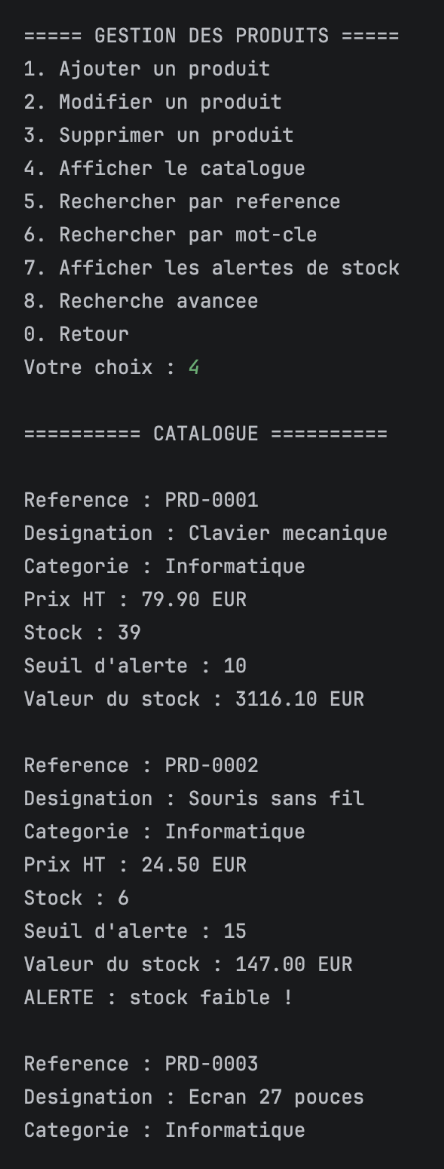 ===== GESTION DES PRODUITS =====
1. Ajouter un produit
2. Modifier un produit
3. Supprimer un produit
4. Afficher le catalogue
5. Rechercher par reference
6. Rechercher par mot-cle
7. Afficher les alertes de stock
8. Recherche avancee
0. Retour
Votre choix : 4
========== CATALOGUE ==========
Reference : PRD-0001
Designation : Clavier mecanique
Categorie : Informatique
Prix HT : 79.90 EUR
Stock : 39
Seuil d'alerte : 10
Valeur du stock : 3116.10 EUR
Reference : PRD-0002
Designation : Souris sans fil
Categorie : Informatique
Prix HT : 24.50 EUR
Stock : 6
Seuil d'alerte : 15
Valeur du stock : 147.00 EUR
ALERTE : stock faible !
Reference : PRD-0003
Designation : Ecran 27 pouces
Categorie : Informatique